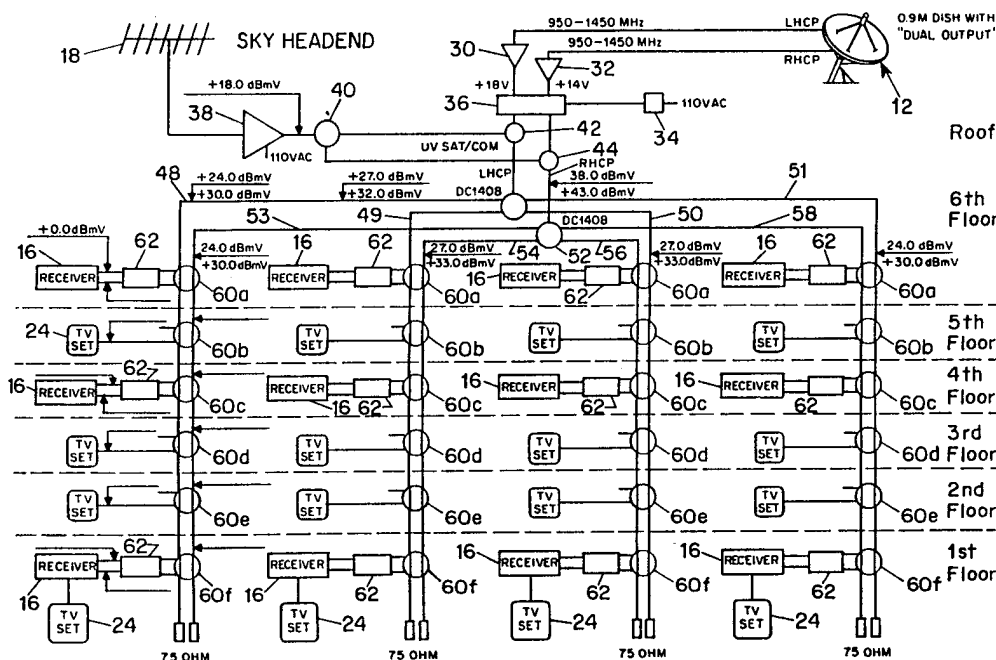 18
SKY HEADEND
950-1450 MHz
LHCP
0.9M DISH WITH
"DUAL OUTPUT"
30
950-1450 MHz
RHCP
32
12
+18.0 dBmV
40
+18V
+14V
38
36
110VAC
34
110VAC
42
Roof
UV SAT/COM
44
LHCP
RHCP
48
+24.0 dBmV
+30.0 dBmV
+27.0 dBmV
+32.0 dBmV
DC1408
38.0 dBmV
+43.0 dBmV
51
6th
Floor
53
49
50
58
DC1408
+0.0 dBmV
62
24.0 dBmV
+30.0dBmV
62
27.0 dBmV
+33.0 dBmV
54
52
56
27.0 dBmV
+33.0dBmV
16
62
24.0 dBmV
+30.0 dBmV
16
RECEIVER
16
RECEIVER
16
RECEIVER
62
RECEIVER
60a
60a
60a
60a
24
TV
SET
TV
SET
TV
SET
TV
SET
5th
Floor
60b
60b
60b
60b
62
16
RECEIVER
RECEIVER
16
62
16
RECEIVER
62
16
RECEIVER
62
4th
Floor
60c
60c
60c
60c
TV
SET
TV
SET
TV
SET
TV
SET
3rd
Floor
60d
60d
60d
60d
TV
SET
TV
SET
TV
SET
TV
SET
2nd
Floor
60e
60e
60e
60e
62
16
RECEIVER
16
RECEIVER
62
16
RECEIVER
62
16
RECEIVER
62
1st
Floor
60f
60f
60f
60f
TV
SET
24
TV
SET
24
TV
SET
24
TV
SET
24
75 OHM
75 OHM
75 OHM
75 OHM